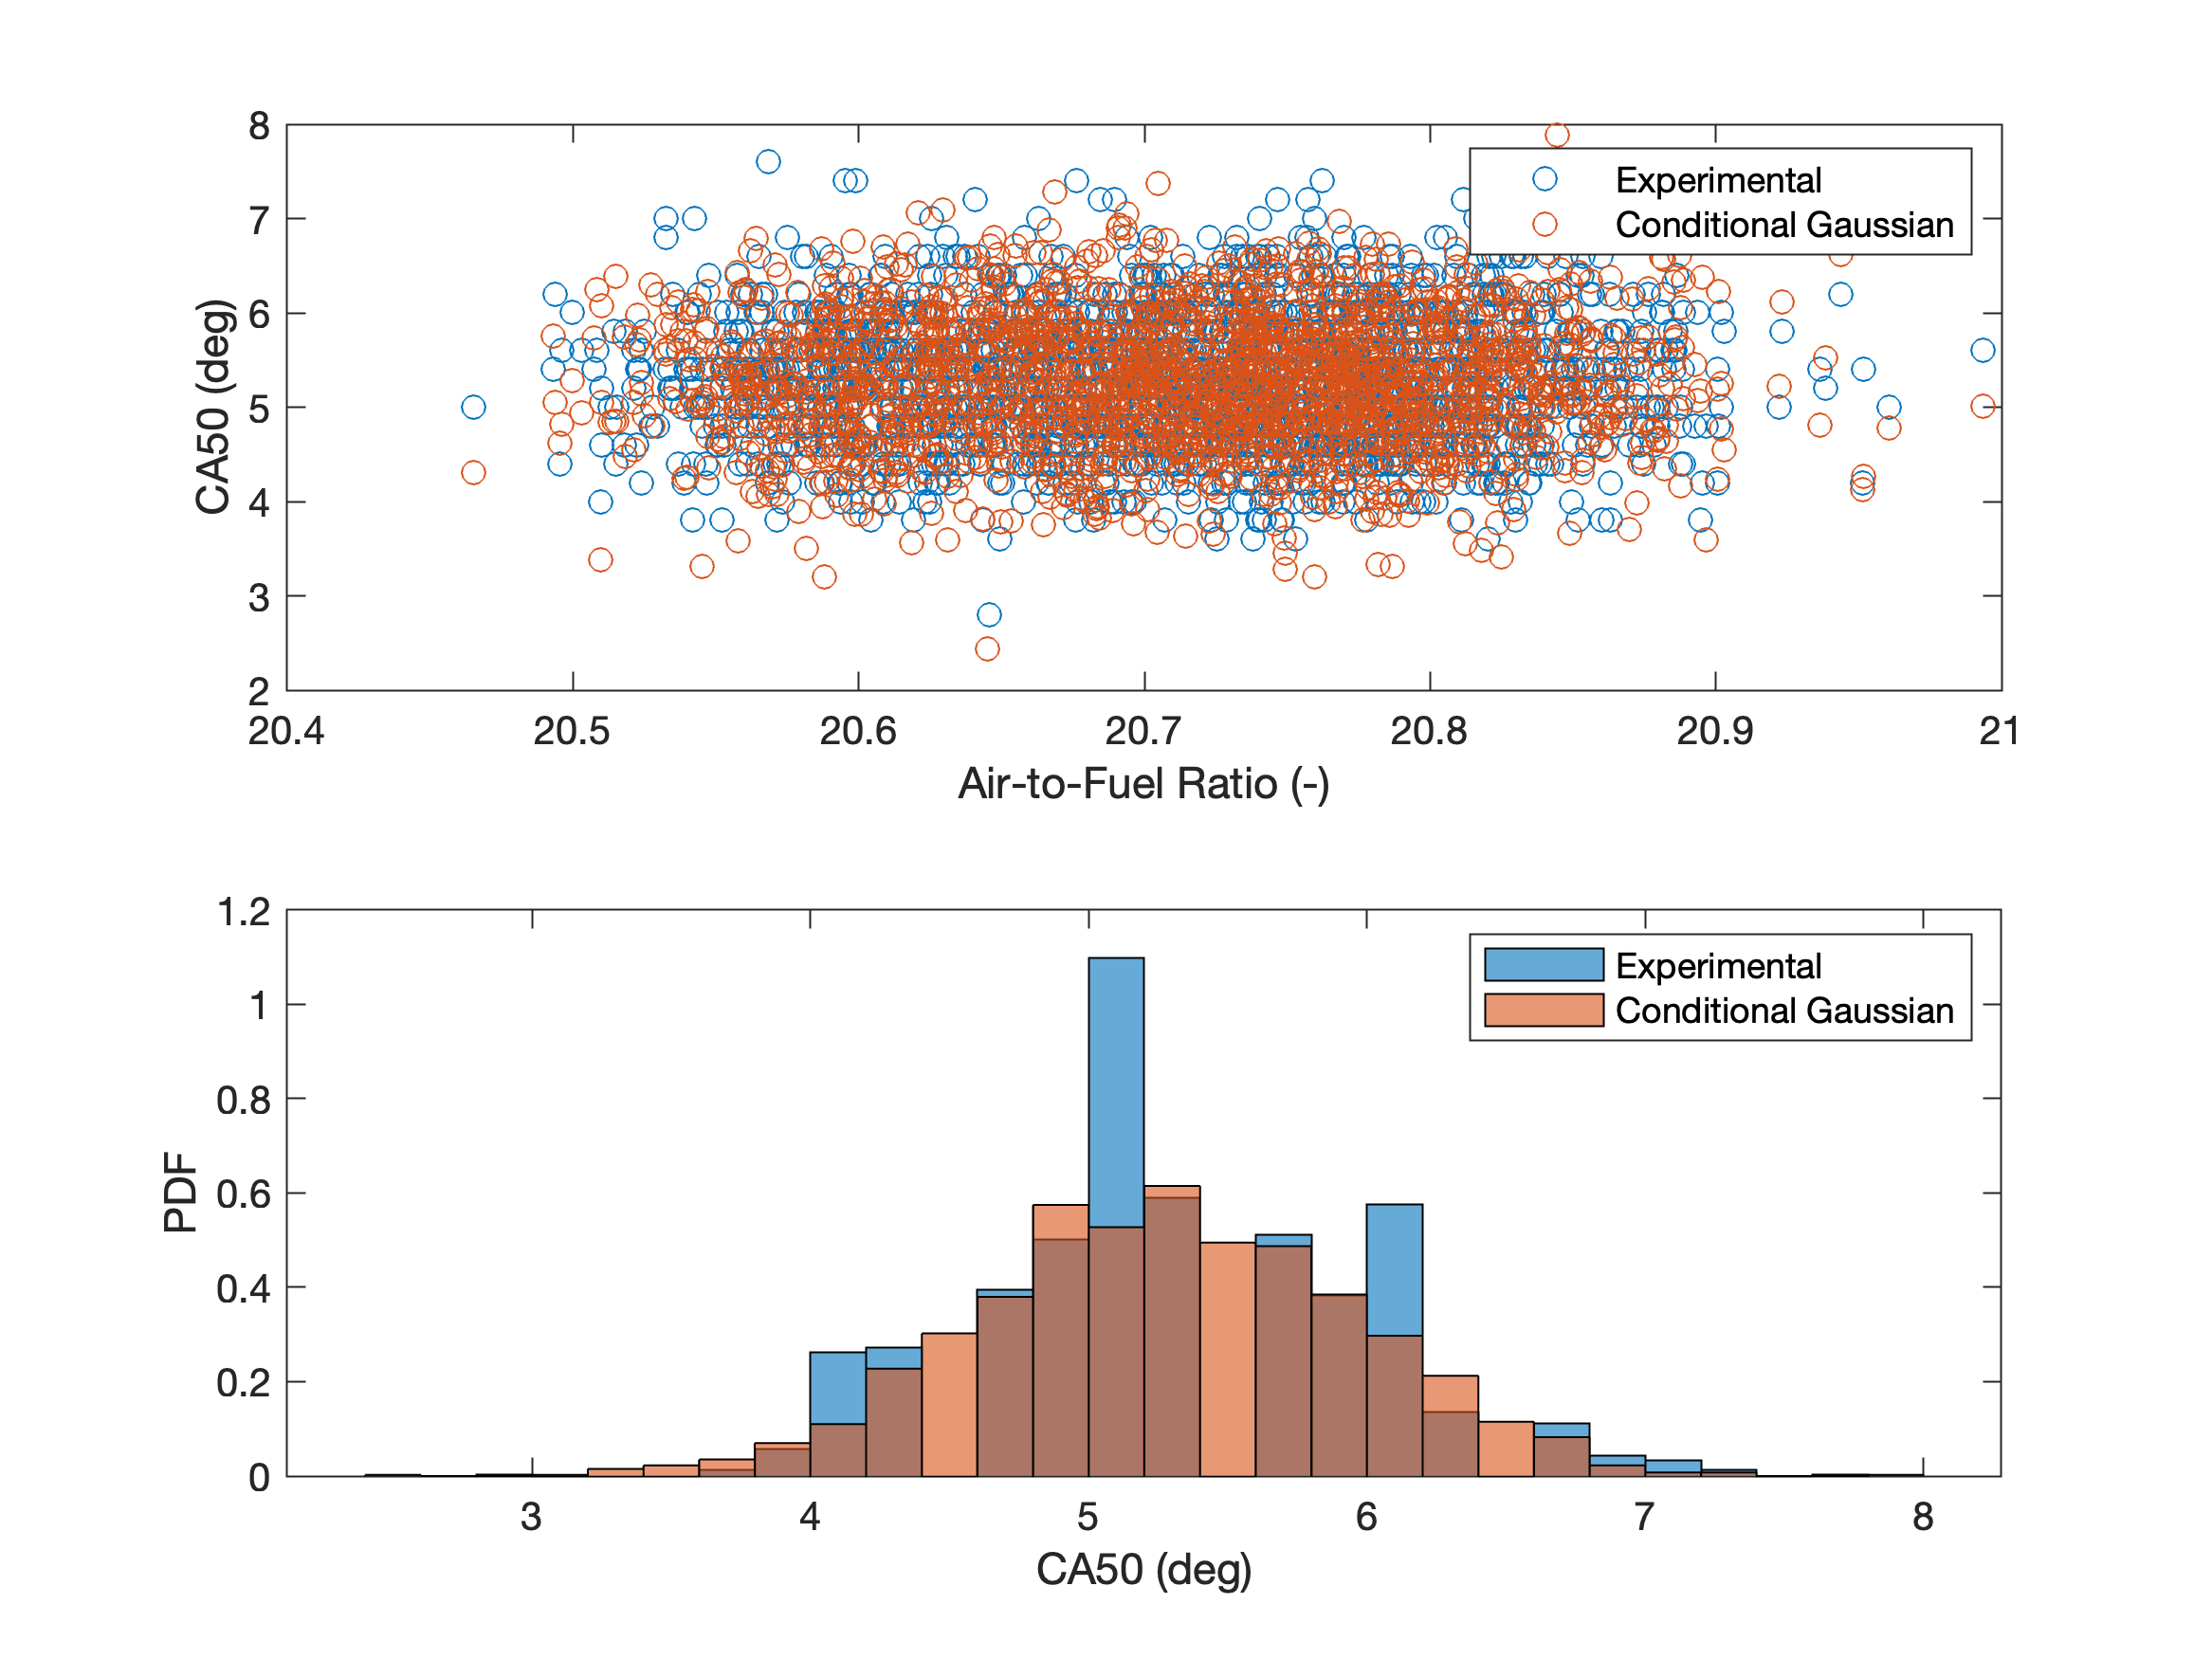 8
7
6
5
4
3
2
CA50 (deg)
Experimental
Conditional Gaussian
20.4 20.5 20.6 20.7 20.8 20.9 21
Air-to-Fuel Ratio (-)
1.2
1
0.8
0.6
0.4
0.2
0
PDF
Experimental
Conditional Gaussian
3 4 5 6 7 8
CA50 (deg)